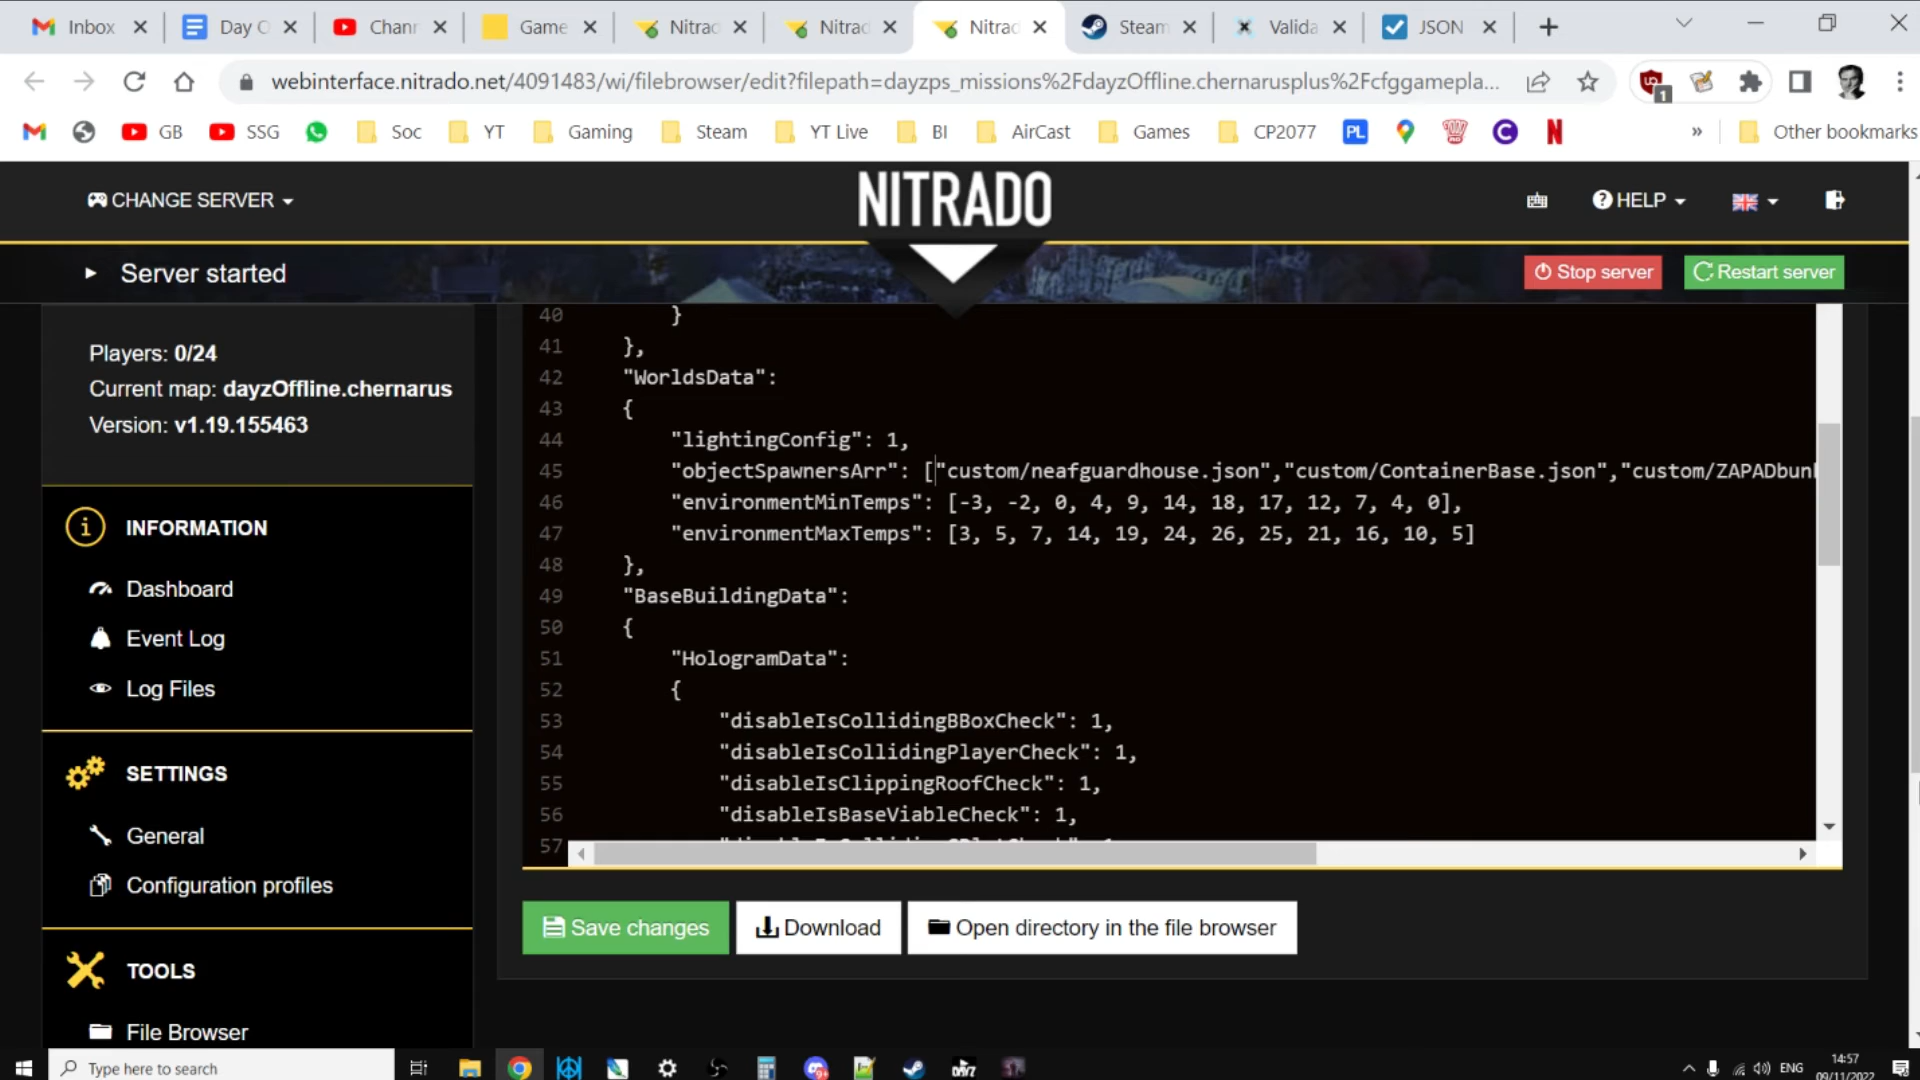 Inbox
Day O
Chann
Game
Nitrad
Nitrad
Nitrad
Steam
Valida
JSON
webinterface.nitrado.net/4091483/wi/filebrowser/edit?filepath=dayzps_missions%2FdayzOffline.chernarusplus%2Fcfggamepla...
1
GB
SSG
Soc
YT
Gaming
Steam
YT Live
BI
AirCast
Games
CP2077
PL
»
Other bookmarks
CHANGE SERVER
NITRADO
HELP
Server started
Stop server
Restart server
Players: 0/24
Current map: dayzOffline.chernarus
Version: v1.19.155463
INFORMATION
Dashboard
Event Log
Log Files
SETTINGS
General
Configuration profiles
TOOLS
File Browser
40 }
41 },
42 "WorldsData":
43 {
44 "lightingConfig": 1,
45 "objectSpawnersArr": ["custom/neafguardhouse.json","custom/ContainerBase.json","custom/ZAPADbun
46 "environmentMinTemps": [-3, -2, 0, 4, 9, 14, 18, 17, 12, 7, 4, 0],
47 "environmentMaxTemps": [3, 5, 7, 14, 19, 24, 26, 25, 21, 16, 10, 5]
48 },
49 "BaseBuildingData":
50 {
51 "HologramData":
52 {
53 "disableIsCollidingBBoxCheck": 1,
54 "disableIsCollidingPlayerCheck": 1,
55 "disableIsClippingRoofCheck": 1,
56 "disableIsBaseViableCheck": 1,
57
Save changes
Download
Open directory in the file browser
Type here to search
ENG
14:57
09/11/2022